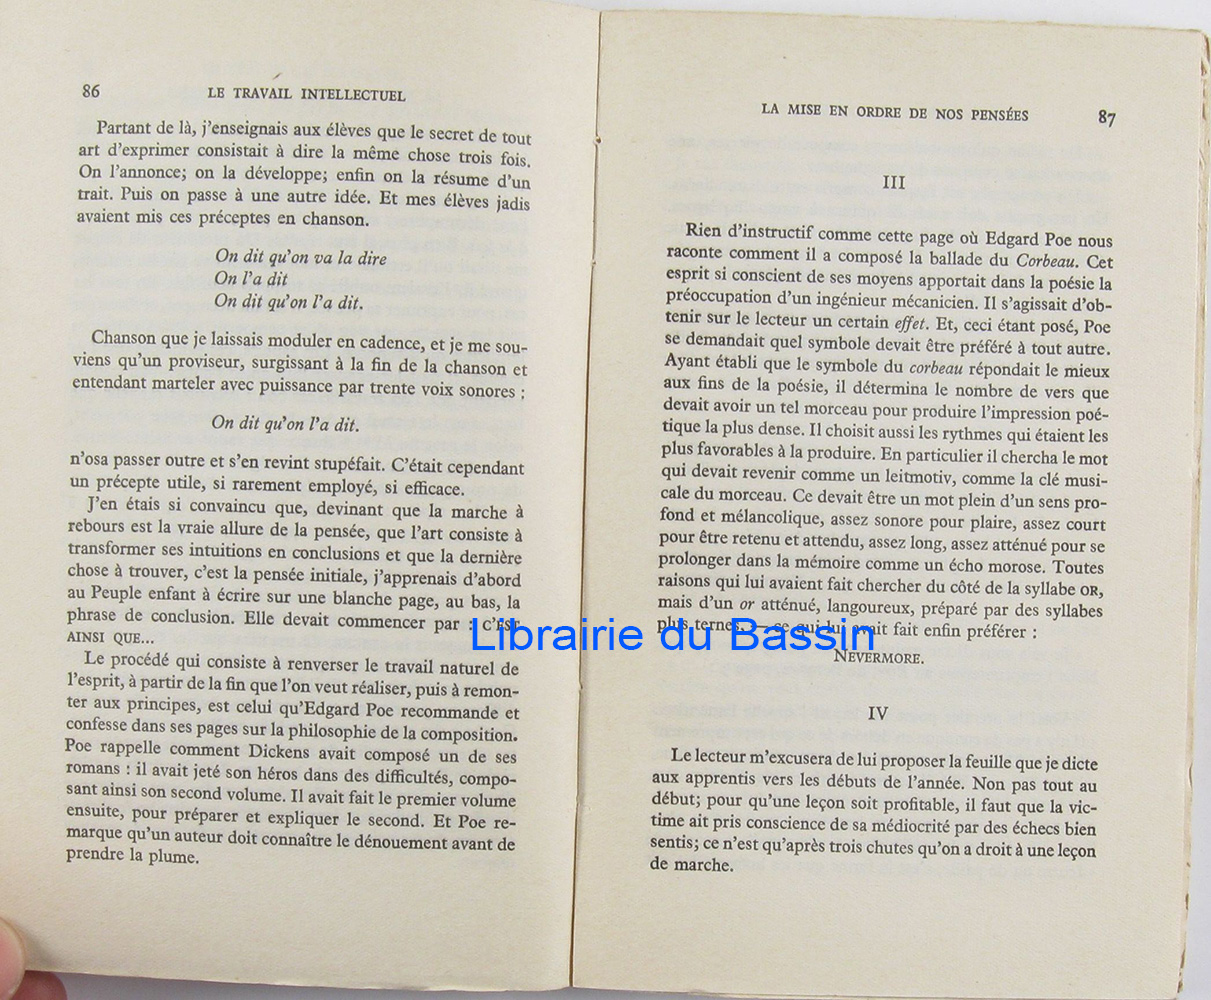 86
LE TRAVAIL INTELLECTUEL
Partant de là, j'enseignais aux élèves que le secret de tout
art d'exprimer consistait à dire la même chose trois fois.
On l'annonce; on la développe; enfin on la résume d'un
trait. Puis on passe à une autre idée. Et mes élèves jadis
avaient mis ces préceptes en chanson.
On dit qu'on va la dire
On l'a dit
On dit qu'on l'a dit.
Chanson que je laissais moduler en cadence, et je me sou-
viens qu'un proviseur, surgissant à la fin de la chanson et
entendant marteler avec puissance par trente voix sonores :
On dit qu'on l'a dit.
n'osa passer outre et s'en revint stupéfait. C'était cependant
un précepte utile, si rarement employé, si efficace.
J'en étais si convaincu que, devinant que la marche à
rebours est la vraie allure de la pensée, que l'art consiste à
transformer ses intuitions en conclusions et que la dernière
chose à trouver, c'est la pensée initiale, j'apprenais d'abord
au Peuple enfant à écrire sur une blanche page, au bas, la
phrase de conclusion. Elle devait commencer par : C'EST
AINSI QUE...
Le procédé qui consiste à renverser le travail naturel de
l'esprit, à partir de la fin que l'on veut réaliser, puis à remon-
ter aux principes, est celui qu'Edgard Poe recommande et
confesse dans ses pages sur la philosophie de la composition.
Poe rappelle comment Dickens avait composé un de ses
romans : il avait jeté son héros dans des difficultés, compo-
sant ainsi son second volume. Il avait fait le premier volume
ensuite, pour préparer et expliquer le second. Et Poe re-
marque qu'un auteur doit connaître le dénouement avant de
prendre la plume.
LA MISE EN ORDRE DE NOS PENSÉES
87
III
Rien d'instructif comme cette page où Edgard Poe nous
raconte comment il a composé la ballade du Corbeau. Cet
esprit si conscient de ses moyens apportait dans la poésie la
préoccupation d'un ingénieur mécanicien. Il s'agissait d'ob-
tenir sur le lecteur un certain effet. Et, ceci étant posé, Poe
se demandait quel symbole devait être préféré à tout autre.
Ayant établi que le symbole du corbeau répondait le mieux
aux fins de la poésie, il détermina le nombre de vers que
devait avoir un tel morceau pour produire l'impression poé-
tique la plus dense. Il choisit aussi les rythmes qui étaient les
plus favorables à la produire. En particulier il chercha le mot
qui devait revenir comme un leitmotiv, comme la clé musi-
cale du morceau. Ce devait être un mot plein d'un sens pro-
fond et mélancolique, assez sonore pour plaire, assez court
pour être retenu et attendu, assez long, assez atténué pour se
prolonger dans la mémoire comme un écho morose. Toutes
raisons qui lui avaient fait chercher du côté de la syllabe OR,
mais d'un or atténué, langoureux, préparé par des syllabes
plus ternes, — ce qui lui avait fait enfin préférer :
NEVERMORE.
IV
Le lecteur m'excusera de lui proposer la feuille que je dicte
aux apprentis vers les débuts de l'année. Non pas tout au
début; pour qu'une leçon soit profitable, il faut que la vic-
time ait pris conscience de sa médiocrité par des échecs bien
sentis; ce n'est qu'après trois chutes qu'on a droit à une leçon
de marche.
Librairie du Bassin